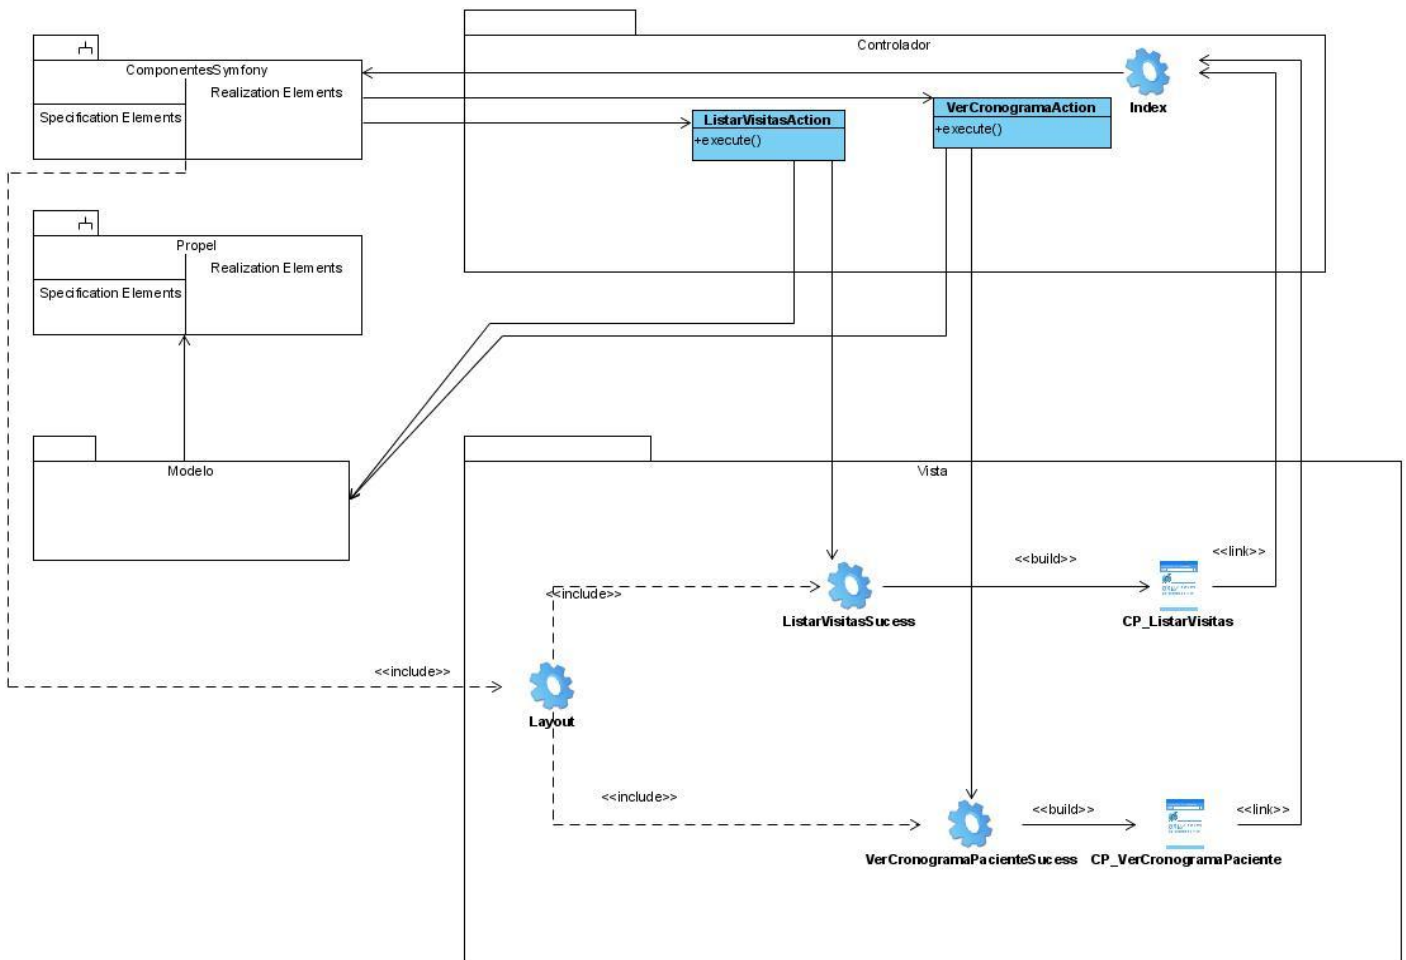 Controlador
ComponentesSymfony
Realization Elements
Specification Elements
Index
VerCronogramaAction
+execute()
ListarVisitasAction
+execute()
Propel
Realization Elements
Specification Elements
Modelo
Vista
<<build>>
<<link>>
<<include>>
ListarVisitasSucess
CP_ListarVisitas
<<include>>
Layout
<<include>>
<<build>>
<<link>>
VerCronogramaPacienteSucess
CP_VerCronogramaPaciente